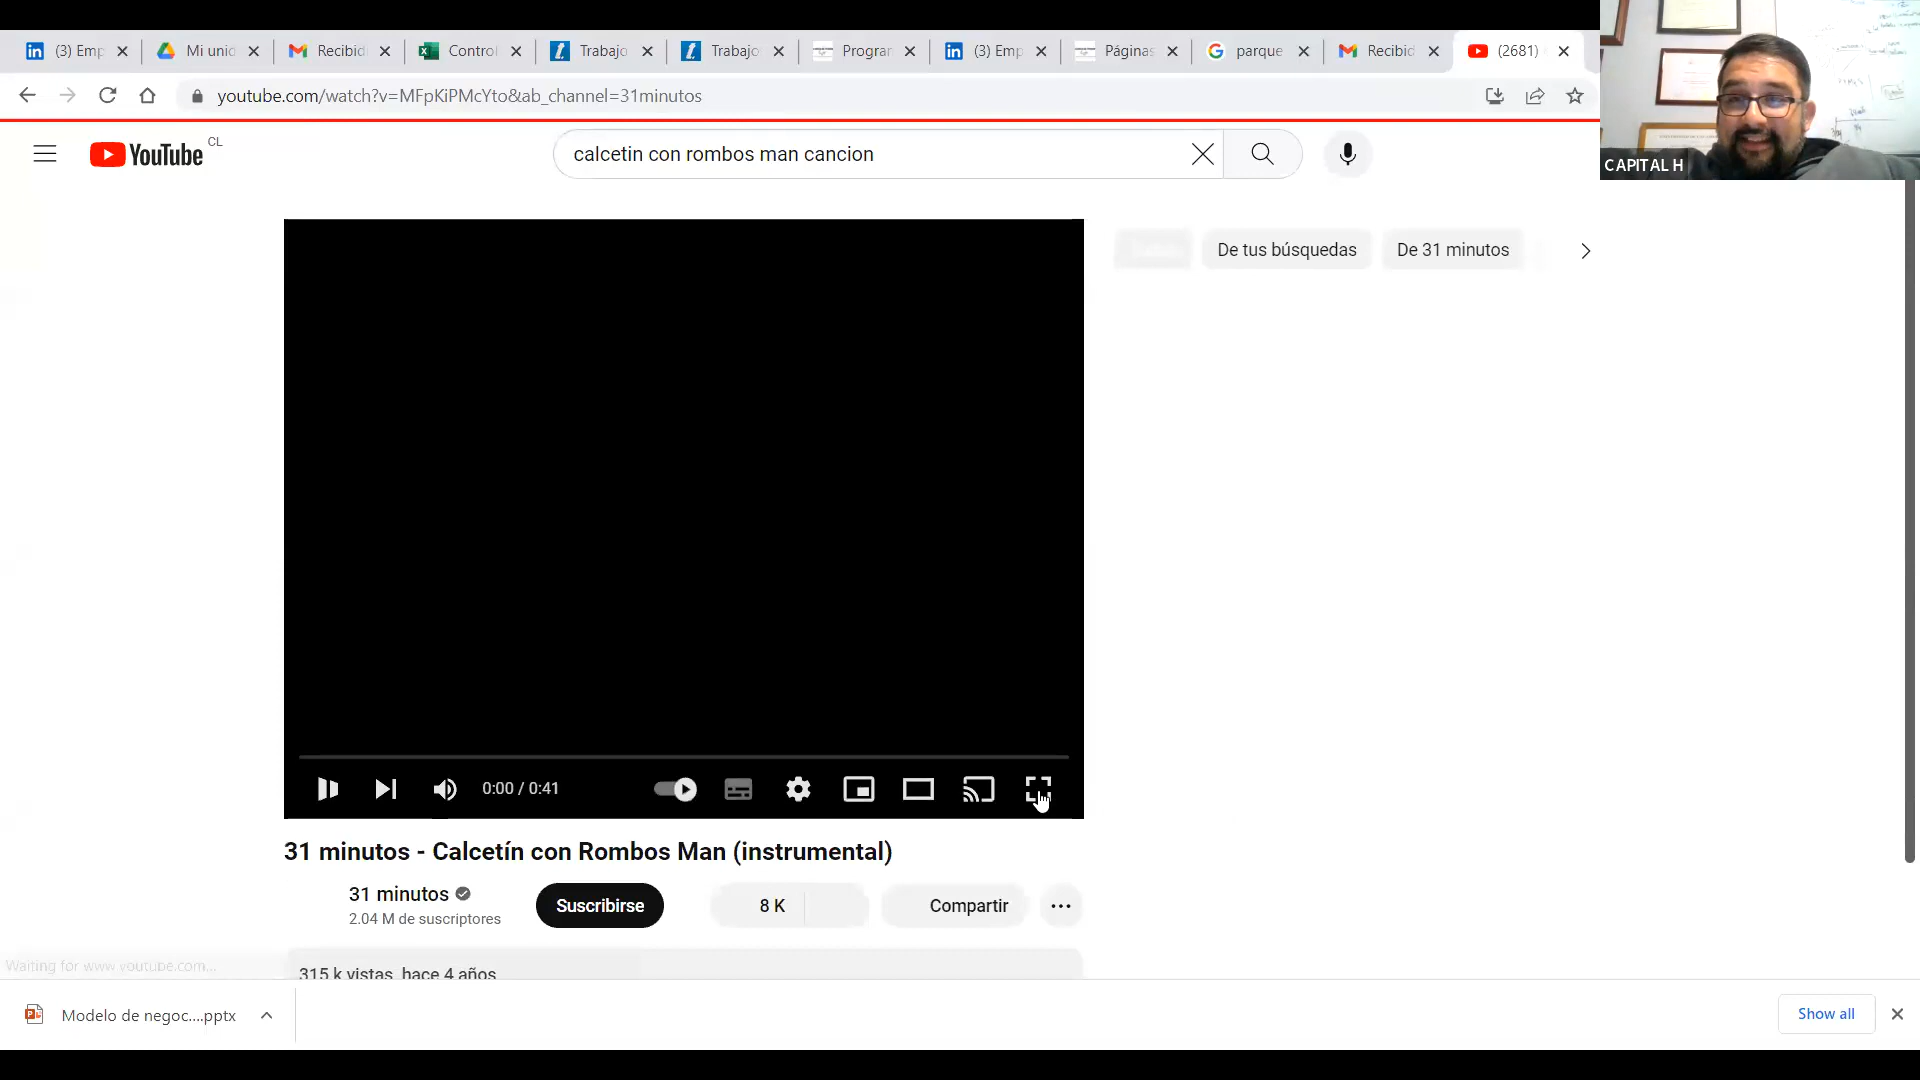 (3) Emp
Mi unid
Recibid
Control
Trabajo
Trabajo
Prograr
(3) Emp
Páginas
parque
Recibid
(2681)
youtube.com/watch?v=MFpKiPMcYto&ab_channel=31minutos
YouTube CL
calcetin con rombos man cancion
CAPITAL H
De tus búsquedas
De 31 minutos
0:00 / 0:41
31 minutos - Calcetín con Rombos Man (instrumental)
31 minutos
2.04 M de suscriptores
Suscribirse
8 K
Compartir
Waiting for www.youtube.com...
315 k vistas hace 4 años
Modelo de negoc....pptx
Show all